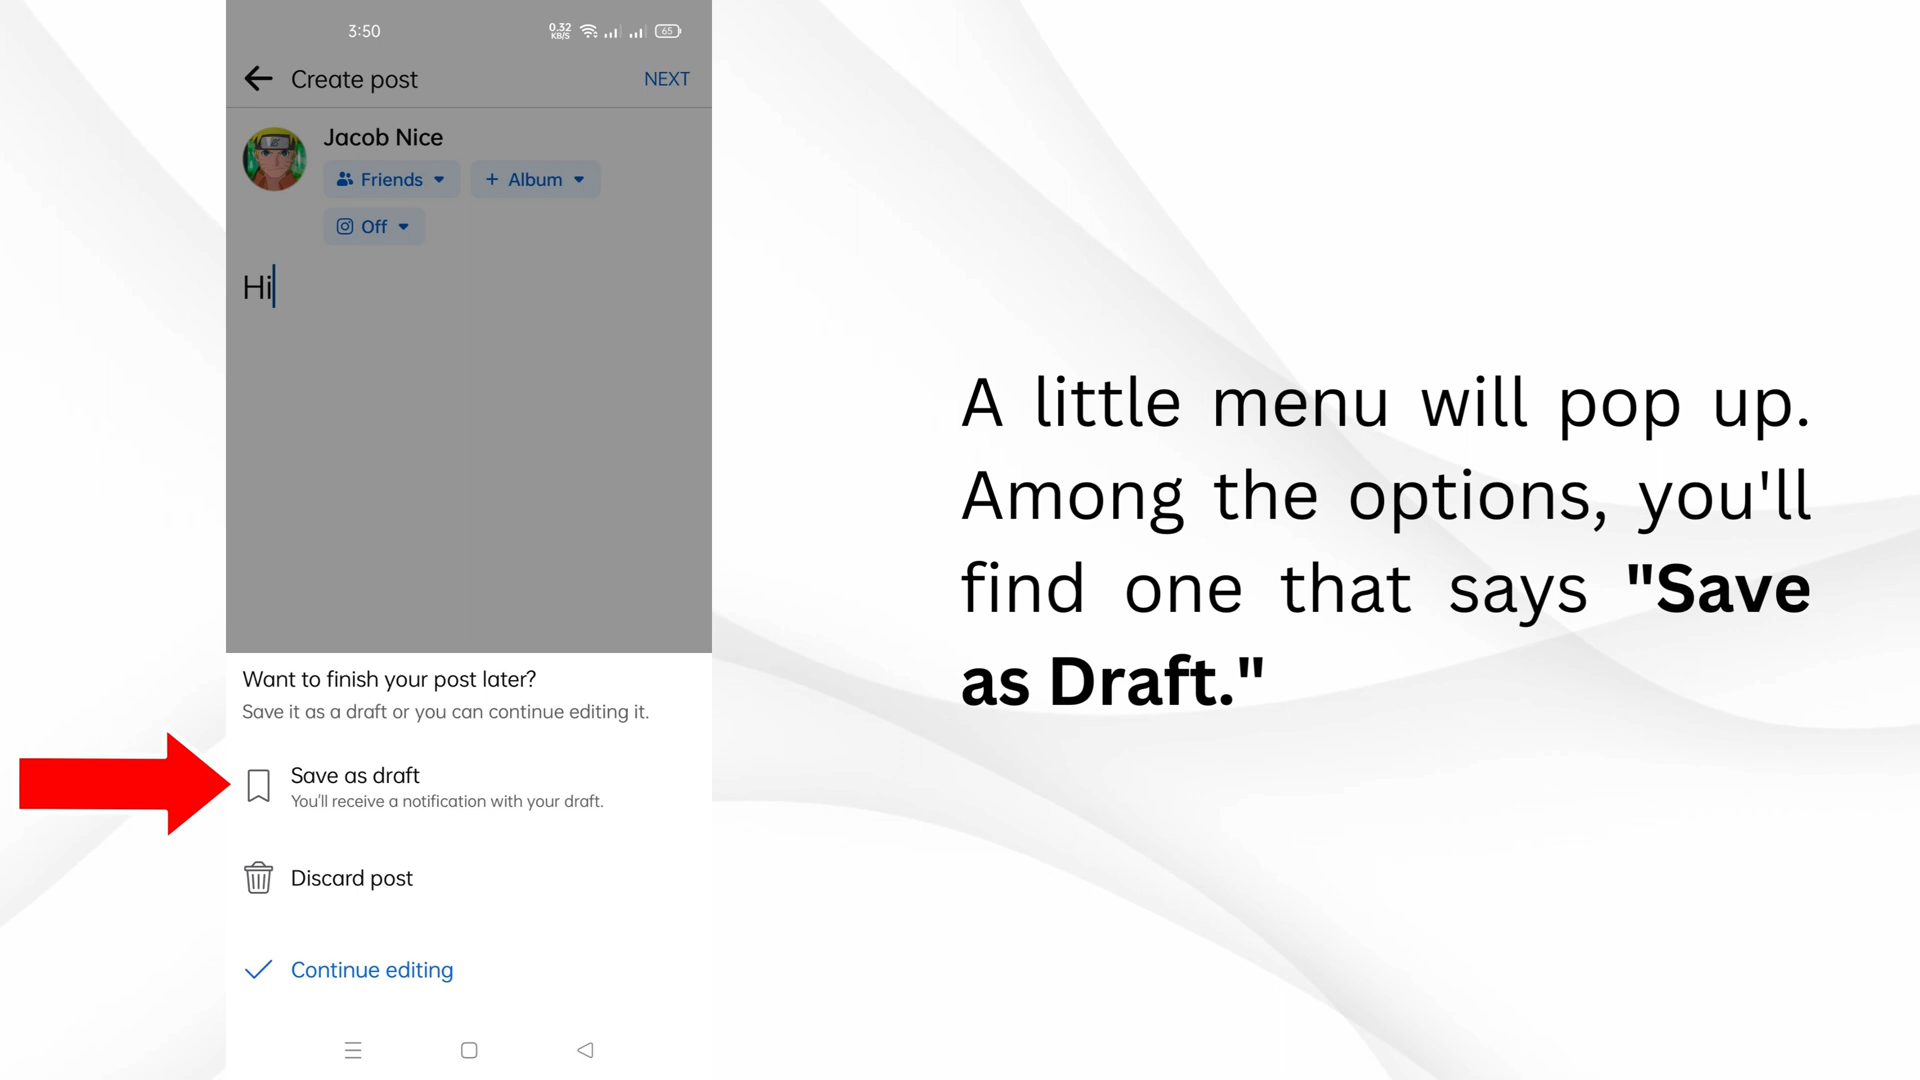 3:50
0.32
KB/S
65
Create post
NEXT
Jacob Nice
Friends
+ Album
Off
Hi
Want to finish your post later?
Save it as a draft or you can continue editing it.
Save as draft
You'll receive a notification with your draft.
Discard post
Continue editing
A little menu will pop up.
Among the options, you'll
find one that says "Save
as Draft."